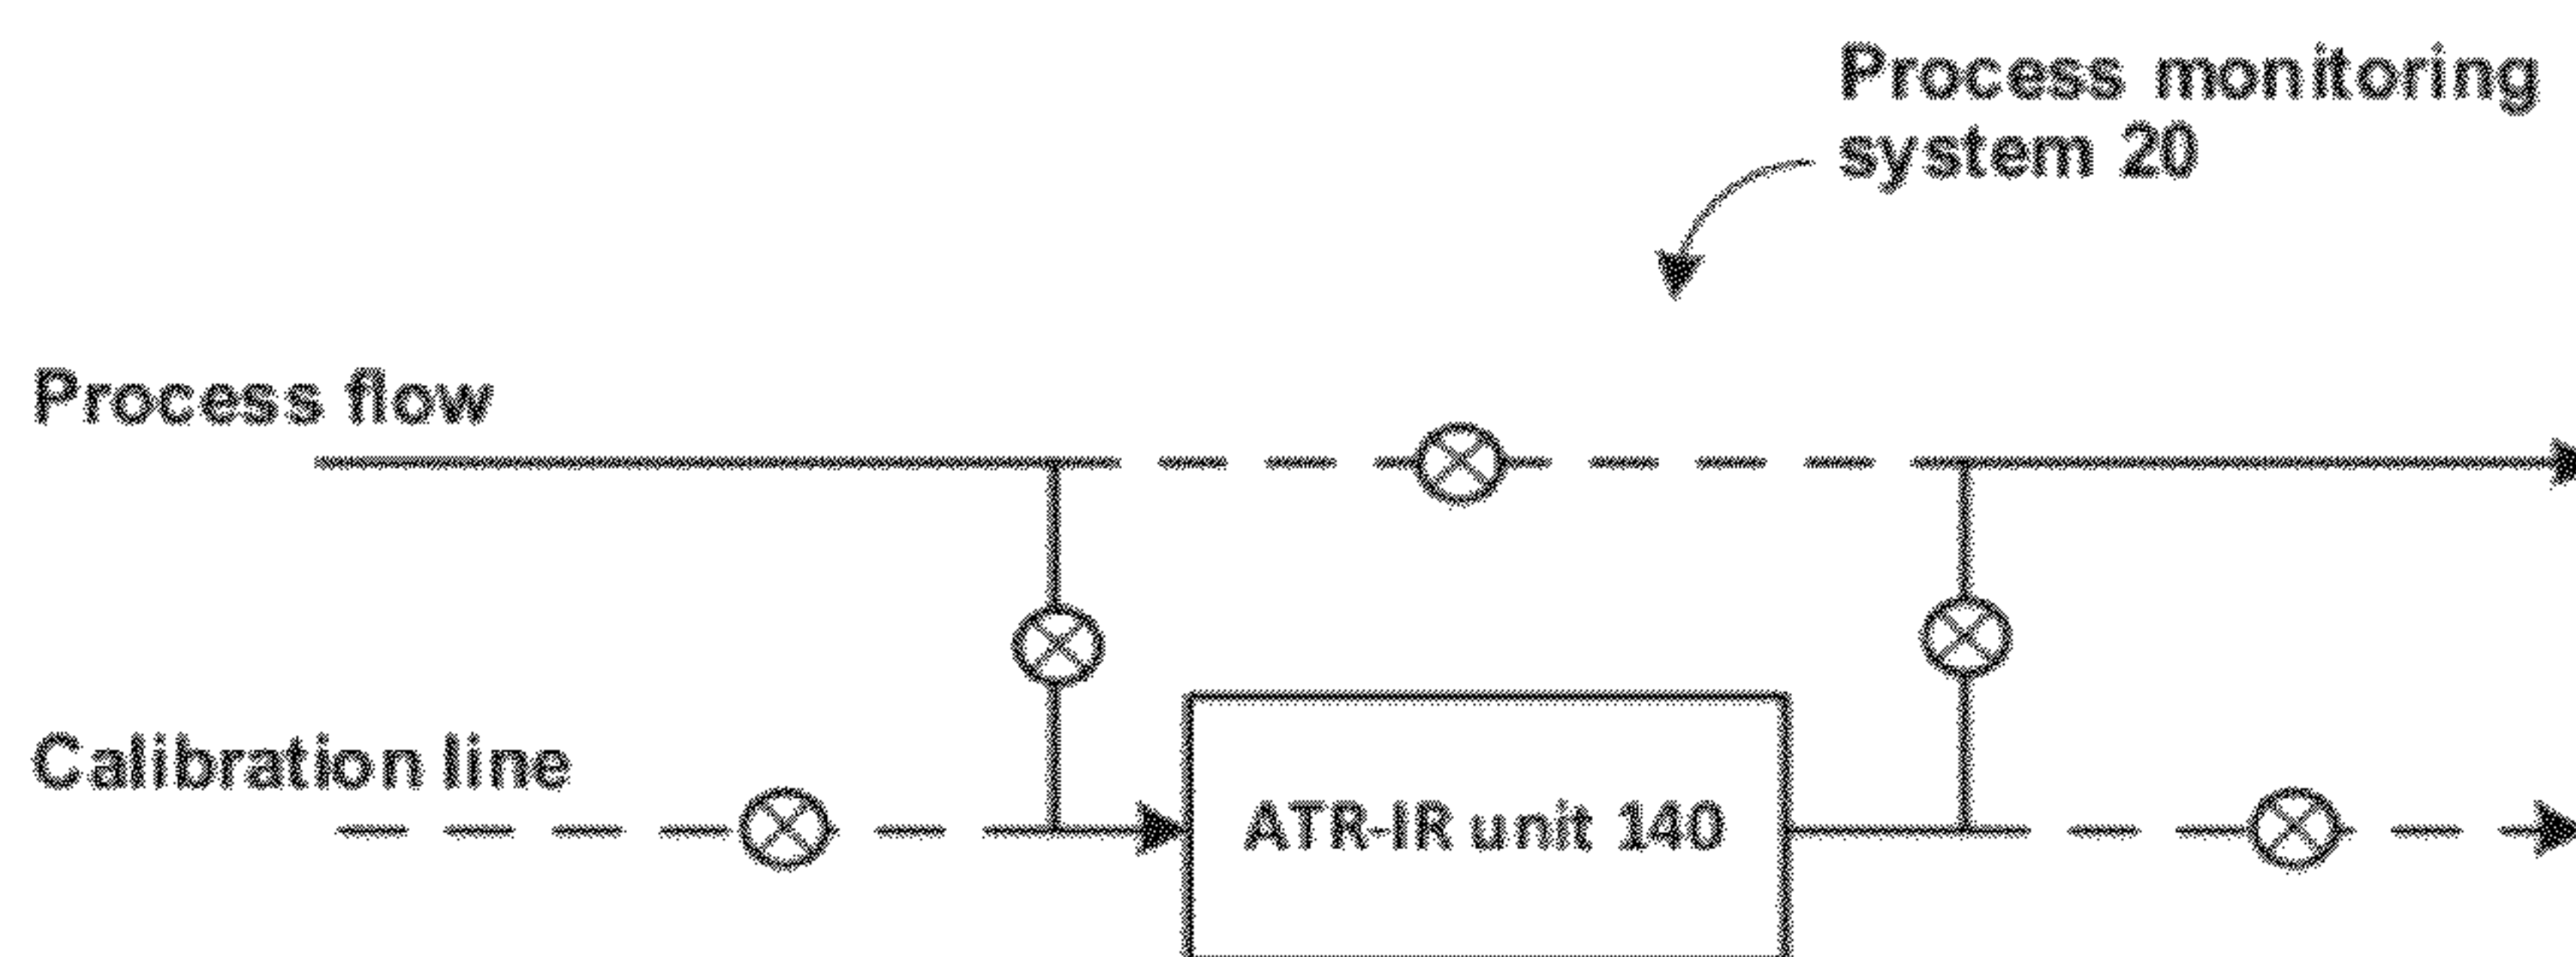 Process monitoring
system 20
Process flow
Calibration line
ATR-IR unit 140